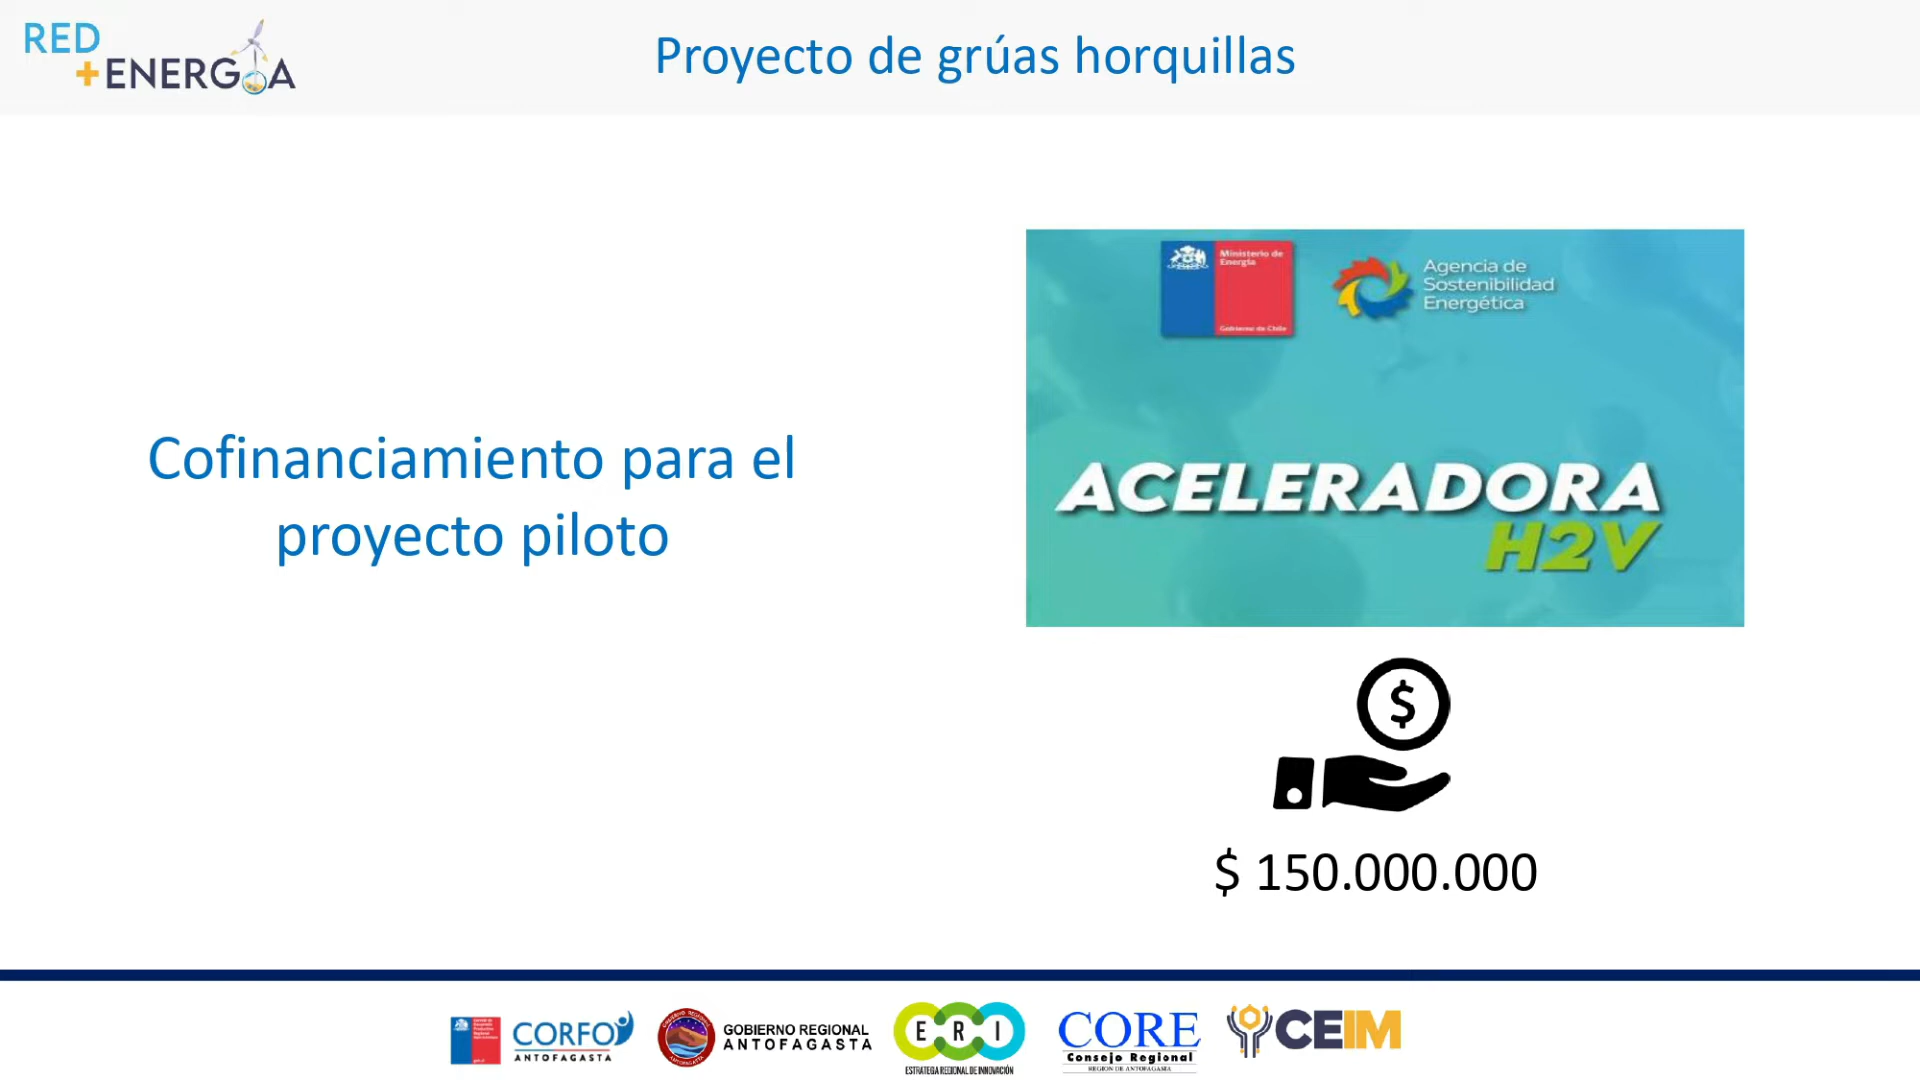 RED
+ENERGÍA
Proyecto de grúas horquillas
Cofinanciamiento para el
proyecto piloto
Ministerio de
Energía
Gobierno de Chile
Agencia de
Sostenibilidad
Energética
ACELERADORA
H2V
$
$ 150.000.000
CORFO
ANTOFAGASTA
GOBIERNO REGIONAL
ANTOFAGASTA
ERI
ESTRATEGIA REGIONAL DE INNOVACIÓN
CORE
Consejo Regional
REGIÓN DE ANTOFAGASTA
CEIM